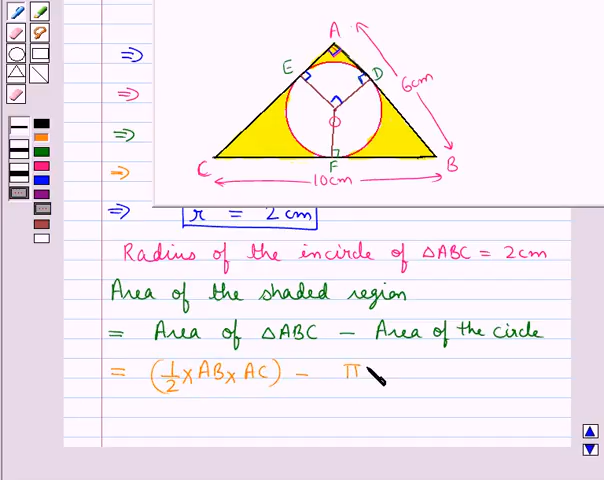 A
E
D
6cm
O
C
F
B
10cm
⇒
⇒
⇒
⇒
⇒ r = 2 cm
Radius of the incircle of △ABC = 2cm
Area of the shaded region
= Area of △ABC − Area of the circle
= (1/2 × AB × AC) − π